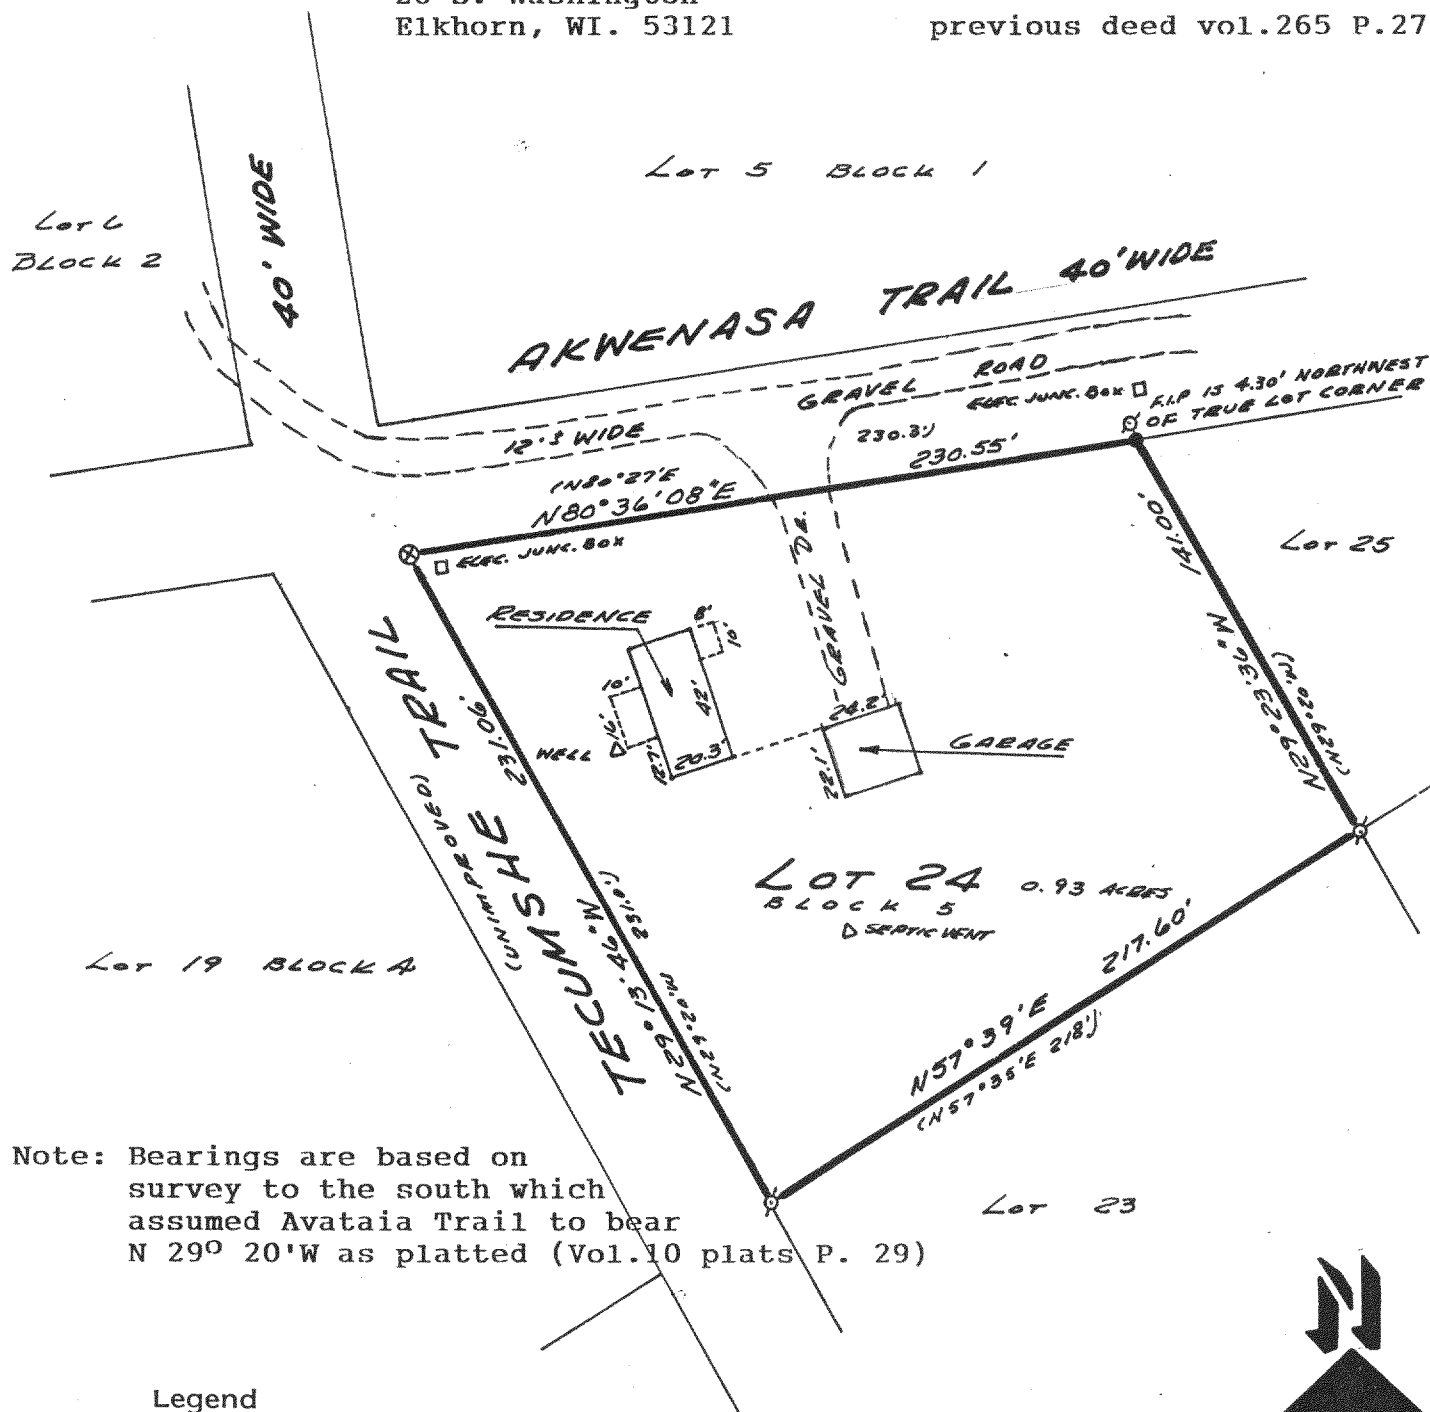 Elkhorn, WI. 53121
previous deed vol.265 P.27
Lot 5 Block 1
Lot 6
Block 2
40' WIDE
AKWENASA TRAIL 40' WIDE
GRAVEL ROAD
ELEC. JUNC. BOX
F.I.P IS 4.30' NORTHWEST
OF TRUE LOT CORNER
12'± WIDE
230.3')
230.55'
(N80°27'E
N80°36'08"E
ELEC. JUNC. BOX
141.00'
Lot 25
N29°23'36"W
(N29°20'W)
RESIDENCE
8'
10'
10'
16'
42'
WELL
12.7'
20.3'
GRAVEL DR.
24.2'
22.1'
GARAGE
TECUMSHE TRAIL
(UNIMPROVED)
231.06'
231.0')
N29°13'46"W
(N29°20'W
LOT 24 0.93 ACRES
BLOCK 5
SEPTIC VENT
Lot 19 Block 4
217.60'
N57°39'E
(N57°35'E 218')
Note: Bearings are based on
survey to the south which
assumed Avataia Trail to bear
N 29º 20'W as platted (Vol.10 plats P. 29)
Lot 23
N
Legend